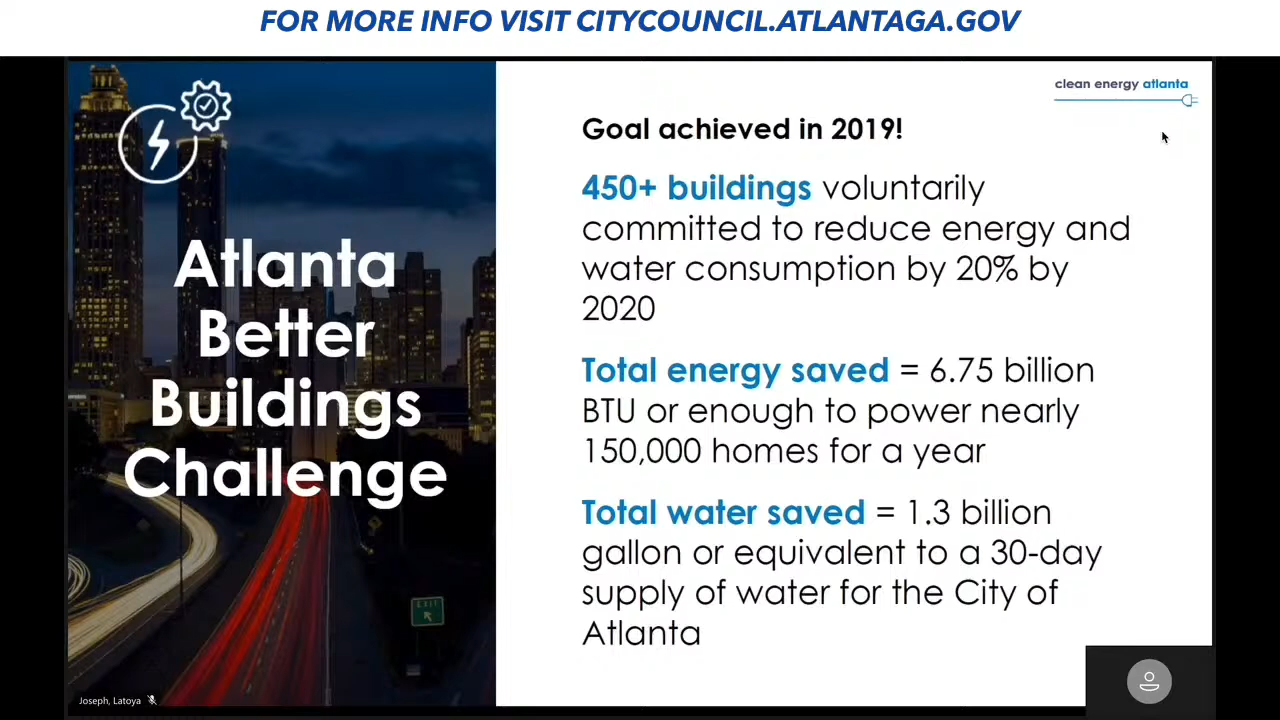 FOR MORE INFO VISIT CITYCOUNCIL.ATLANTAGA.GOV
clean energy atlanta
Atlanta
Better
Buildings
Challenge
Goal achieved in 2019!
450+ buildings voluntarily
committed to reduce energy and
water consumption by 20% by
2020
Total energy saved = 6.75 billion
BTU or enough to power nearly
150,000 homes for a year
Total water saved = 1.3 billion
gallon or equivalent to a 30-day
supply of water for the City of
Atlanta
EXIT
Joseph, Latoya